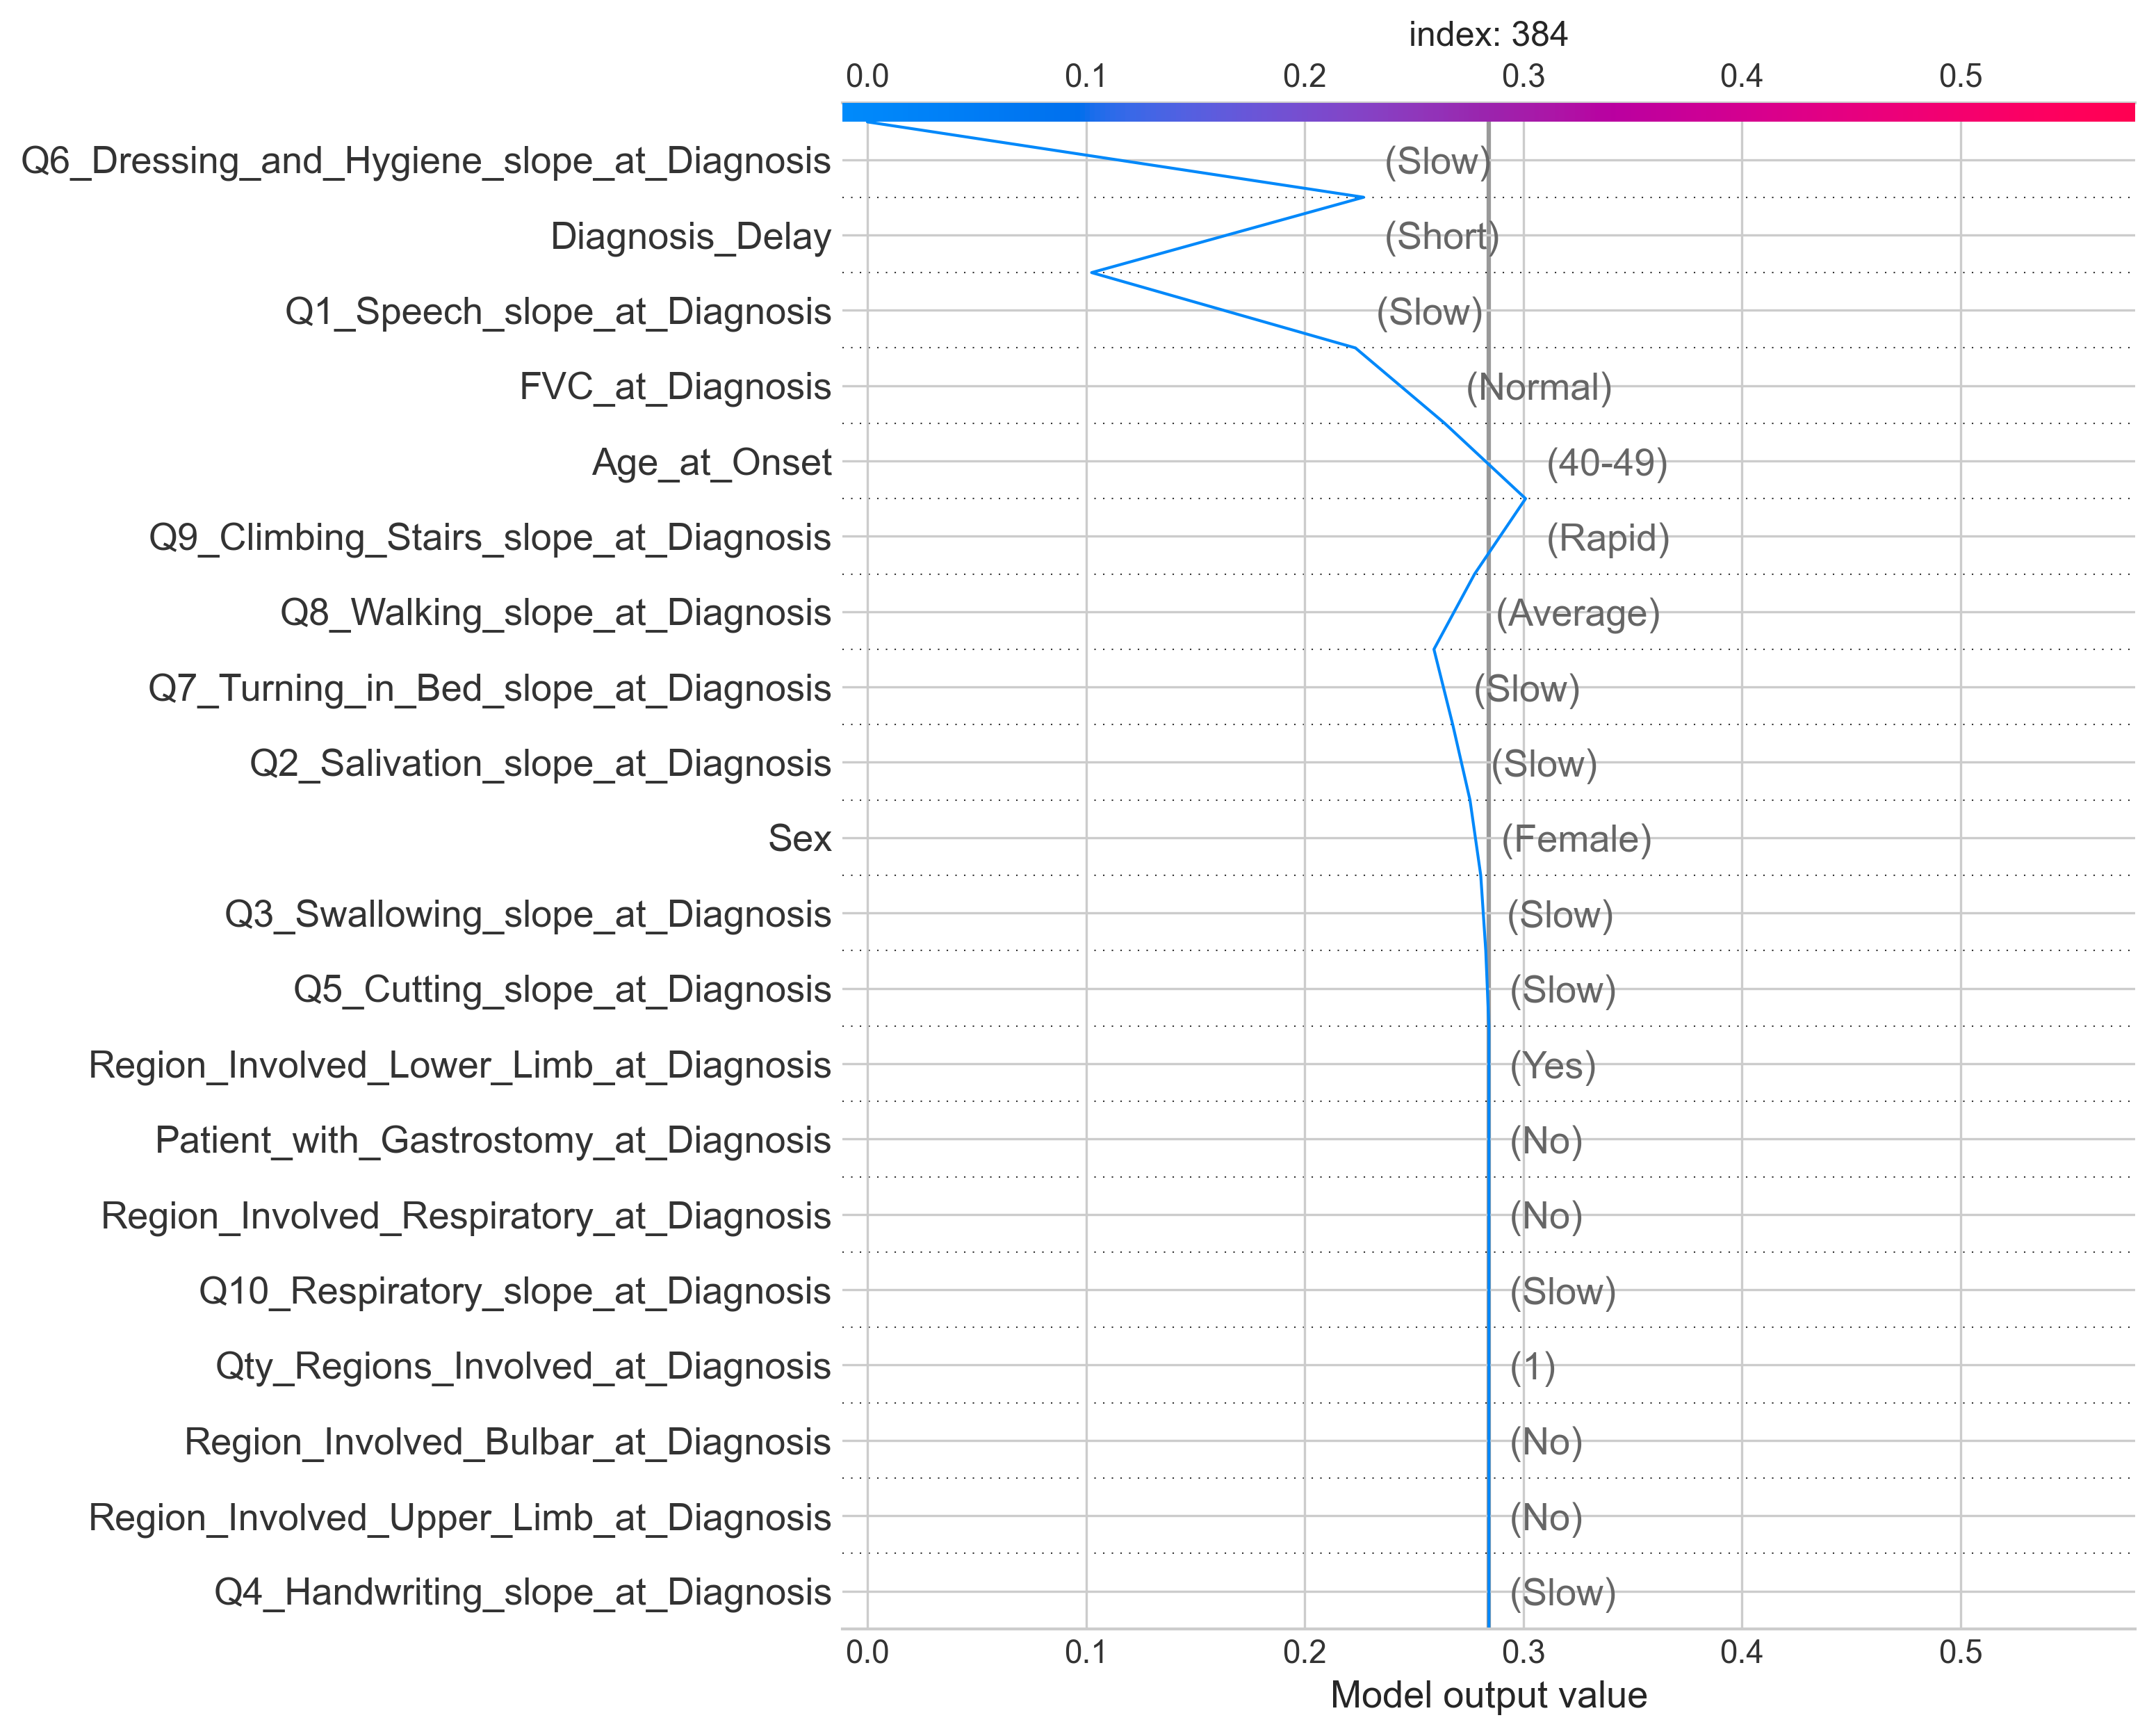 index: 384
0.0 0.1 0.2 0.3 0.4 0.5
Q6_Dressing_and_Hygiene_slope_at_Diagnosis (Slow)
Diagnosis_Delay (Short)
Q1_Speech_slope_at_Diagnosis (Slow)
FVC_at_Diagnosis (Normal)
Age_at_Onset (40-49)
Q9_Climbing_Stairs_slope_at_Diagnosis (Rapid)
Q8_Walking_slope_at_Diagnosis (Average)
Q7_Turning_in_Bed_slope_at_Diagnosis (Slow)
Q2_Salivation_slope_at_Diagnosis (Slow)
Sex (Female)
Q3_Swallowing_slope_at_Diagnosis (Slow)
Q5_Cutting_slope_at_Diagnosis (Slow)
Region_Involved_Lower_Limb_at_Diagnosis (Yes)
Patient_with_Gastrostomy_at_Diagnosis (No)
Region_Involved_Respiratory_at_Diagnosis (No)
Q10_Respiratory_slope_at_Diagnosis (Slow)
Qty_Regions_Involved_at_Diagnosis (1)
Region_Involved_Bulbar_at_Diagnosis (No)
Region_Involved_Upper_Limb_at_Diagnosis (No)
Q4_Handwriting_slope_at_Diagnosis (Slow)
0.0 0.1 0.2 0.3 0.4 0.5
Model output value